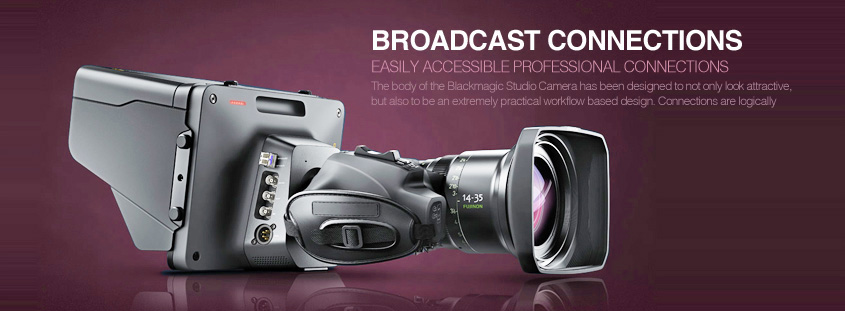 BROADCAST CONNECTIONS
EASILY ACCESSIBLE PROFESSIONAL CONNECTIONS
The body of the Blackmagic Studio Camera has been designed to not only look attractive,
but also to be an extremely practical workflow based design. Connections are logically
14-35
FUJINON